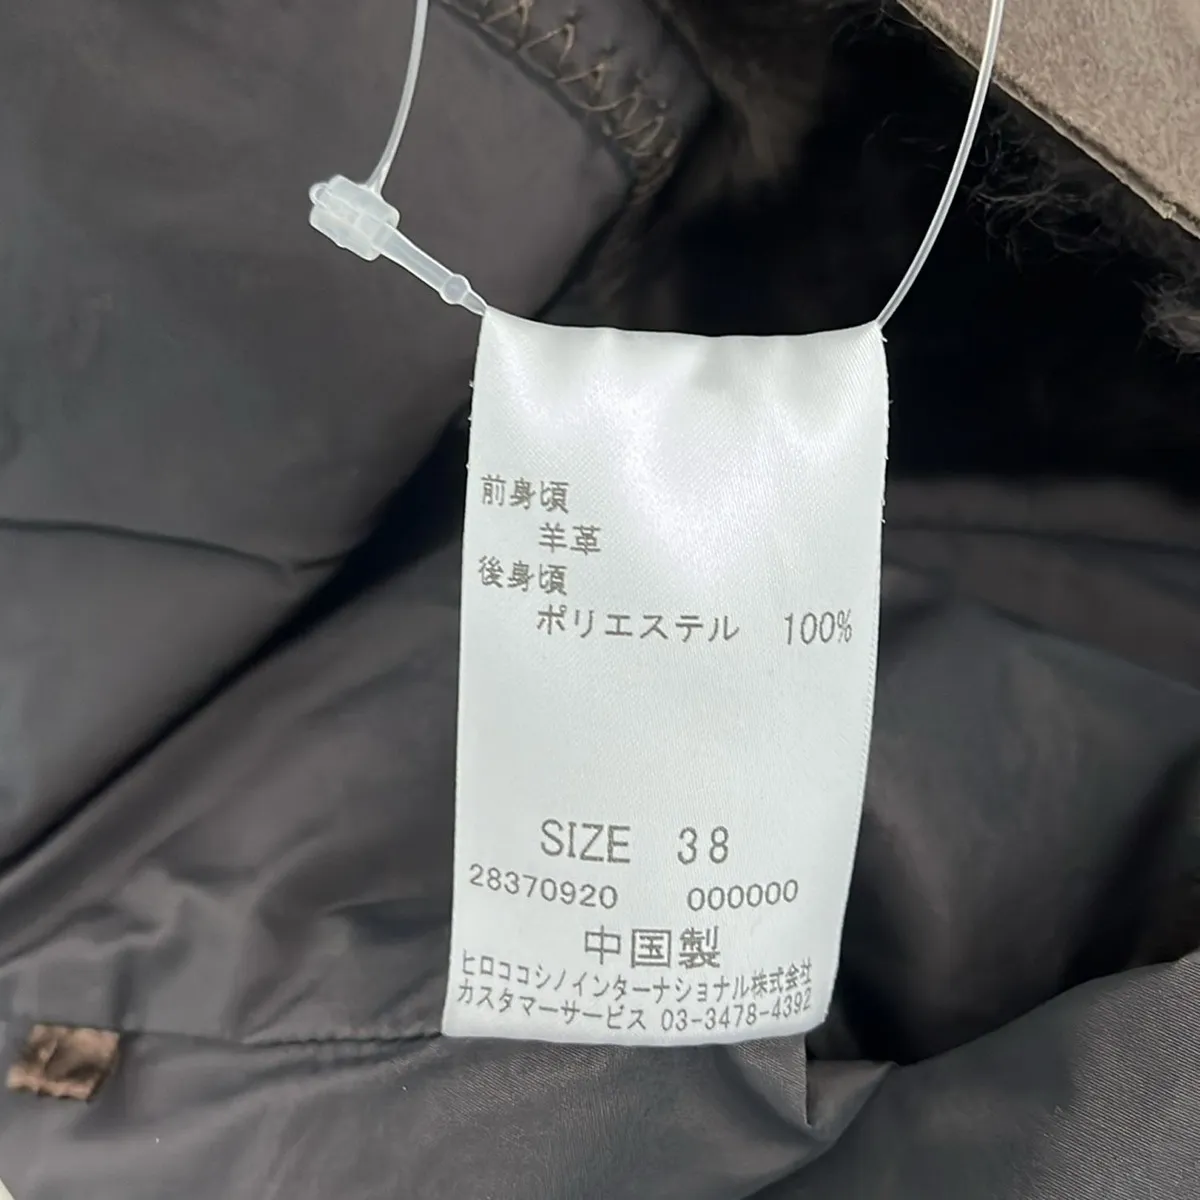 前身頃
羊革
後身頃
ポリエステル 100%
SIZE 38
28370920 000000
中国製
ヒロココシノインターナショナル株式会社
カスタマーサービス 03-3478-4392